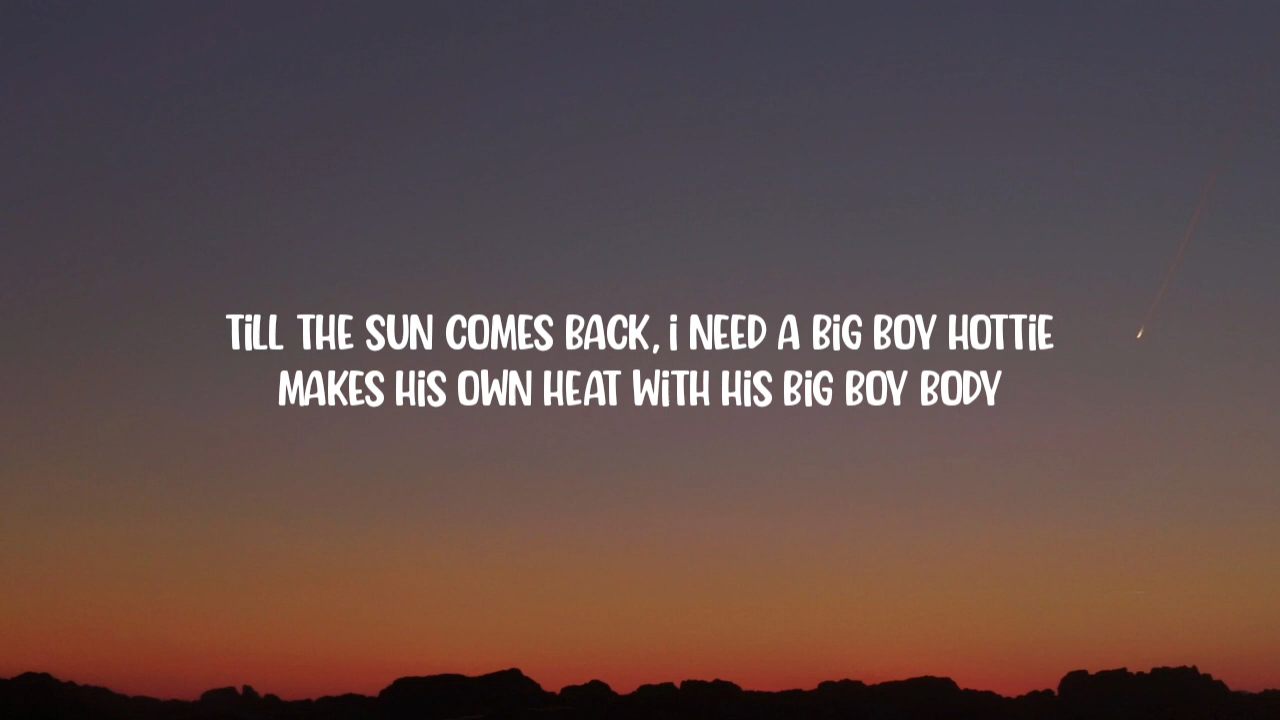 TiLL THE SUN COMES BACK, i NEED A BiG BOY HOTTiE
MAKES HiS OWN HEAT WiTH HiS BiG BOY BODY